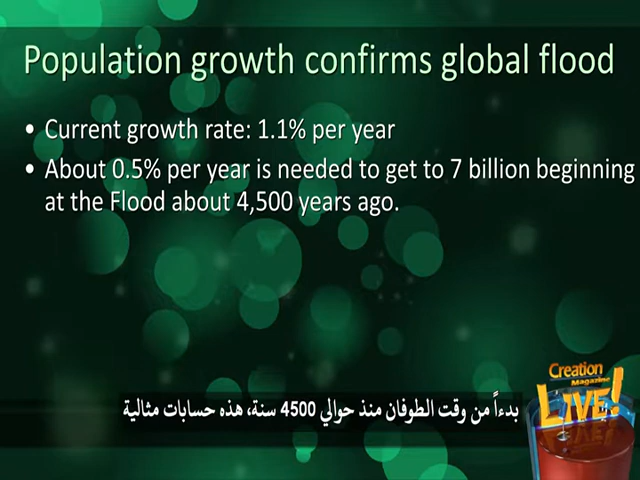 Population growth confirms global flood
• Current growth rate: 1.1% per year
• About 0.5% per year is needed to get to 7 billion beginning
at the Flood about 4,500 years ago.
Creation
Magazine
LIVE!
بدءاً من وقت الطوفان منذ حوالي 4500 سنة، هذه حسابات مثالية